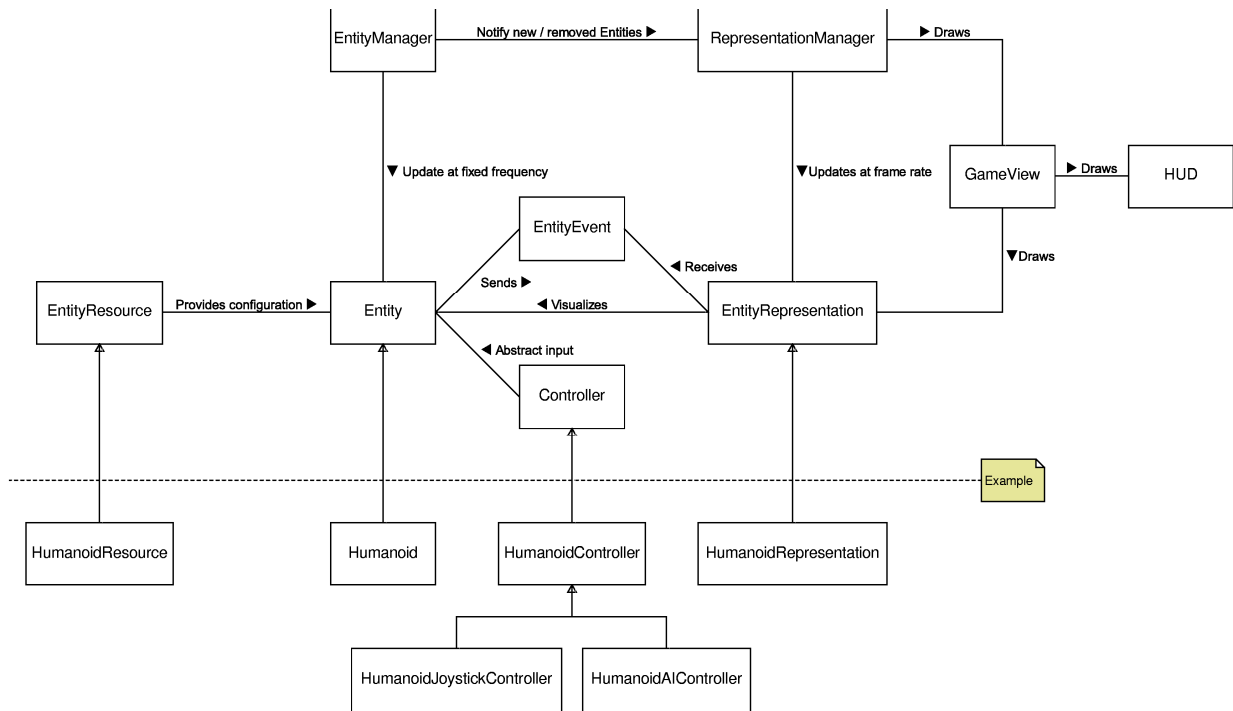 EntityManager
Notify new / removed Entities ▶
RepresentationManager
▶ Draws
▼ Update at fixed frequency
▼Updates at frame rate
GameView
▶ Draws
HUD
EntityEvent
Sends ▶
◀ Receives
▼Draws
EntityResource
Provides configuration ▶
Entity
◀ Visualizes
EntityRepresentation
◀ Abstract input
Controller
Example
HumanoidResource
Humanoid
HumanoidController
HumanoidRepresentation
HumanoidJoystickController
HumanoidAIController